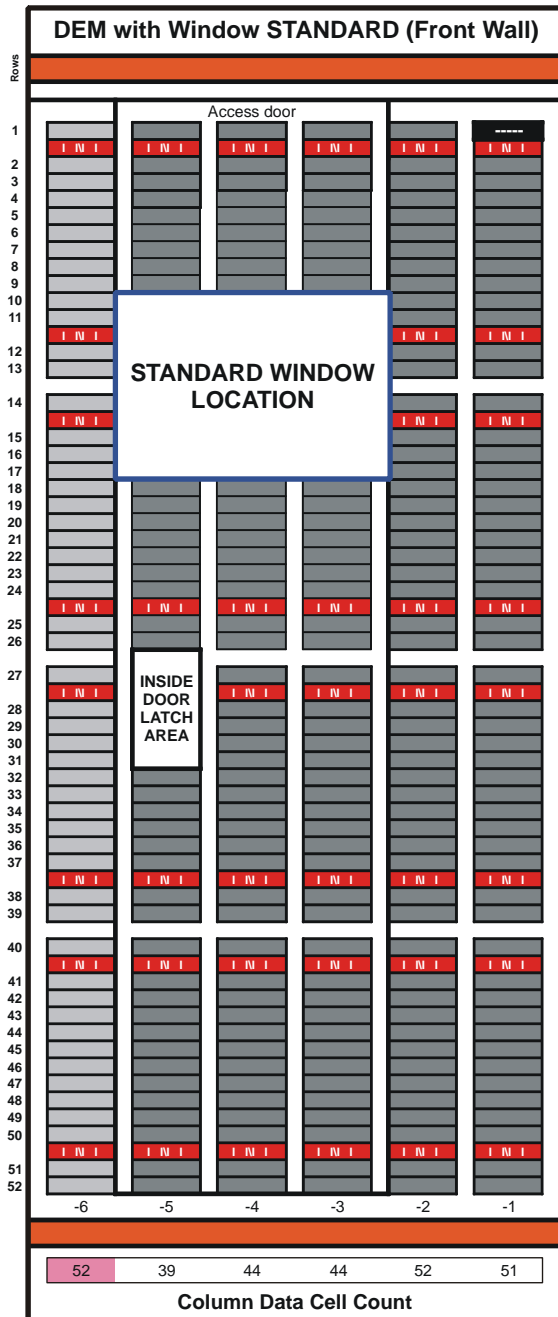 DEM with Window STANDARD (Front Wall)
Rows
Access door
1 -----
I N I I N I I N I I N I I N I I N I
2
3
4
5
6
7
8
9
10
11
I N I I N I I N I
12
13
STANDARD WINDOW
LOCATION
14
I N I I N I I N I
15
16
17
18
19
20
21
22
23
24
I N I I N I I N I I N I I N I I N I
25
26
27
I N I I N I I N I I N I I N I
INSIDE
DOOR
LATCH
AREA
28
29
30
31
32
33
34
35
36
37
I N I I N I I N I I N I I N I I N I
38
39
40
I N I I N I I N I I N I I N I I N I
41
42
43
44
45
46
47
48
49
50
I N I I N I I N I I N I I N I I N I
51
52
-6 -5 -4 -3 -2 -1
52 39 44 44 52 51
Column Data Cell Count